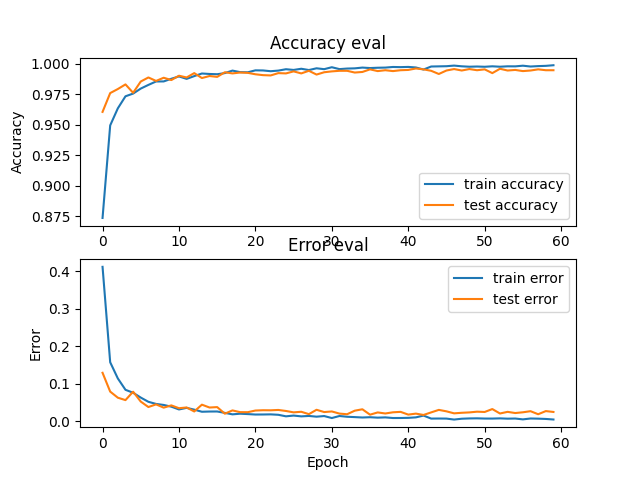 Accuracy eval
1.000
0.975
0.950
0.925
0.900
0.875
Accuracy
train accuracy
test accuracy
0 10 20 30 40 50 60
Error eval
0.4
0.3
0.2
0.1
0.0
Error
train error
test error
0 10 20 30 40 50 60
Epoch